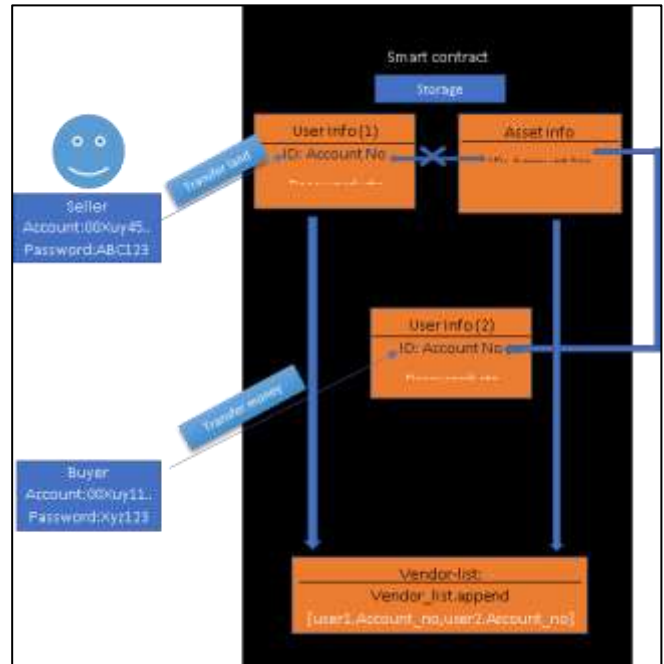 Smart contract
Storage
User Info (1)
ID: Account No
Asset info
Transfer land
Seller
Account:00Xuy45..
Password:ABC123
User Info (2)
ID: Account No
Transfer money
Buyer
Account:00Xuy11..
Password:Xyz123
Vendor-list:
Vendor_list.append
[user1.Account_no,user2.Account_no]